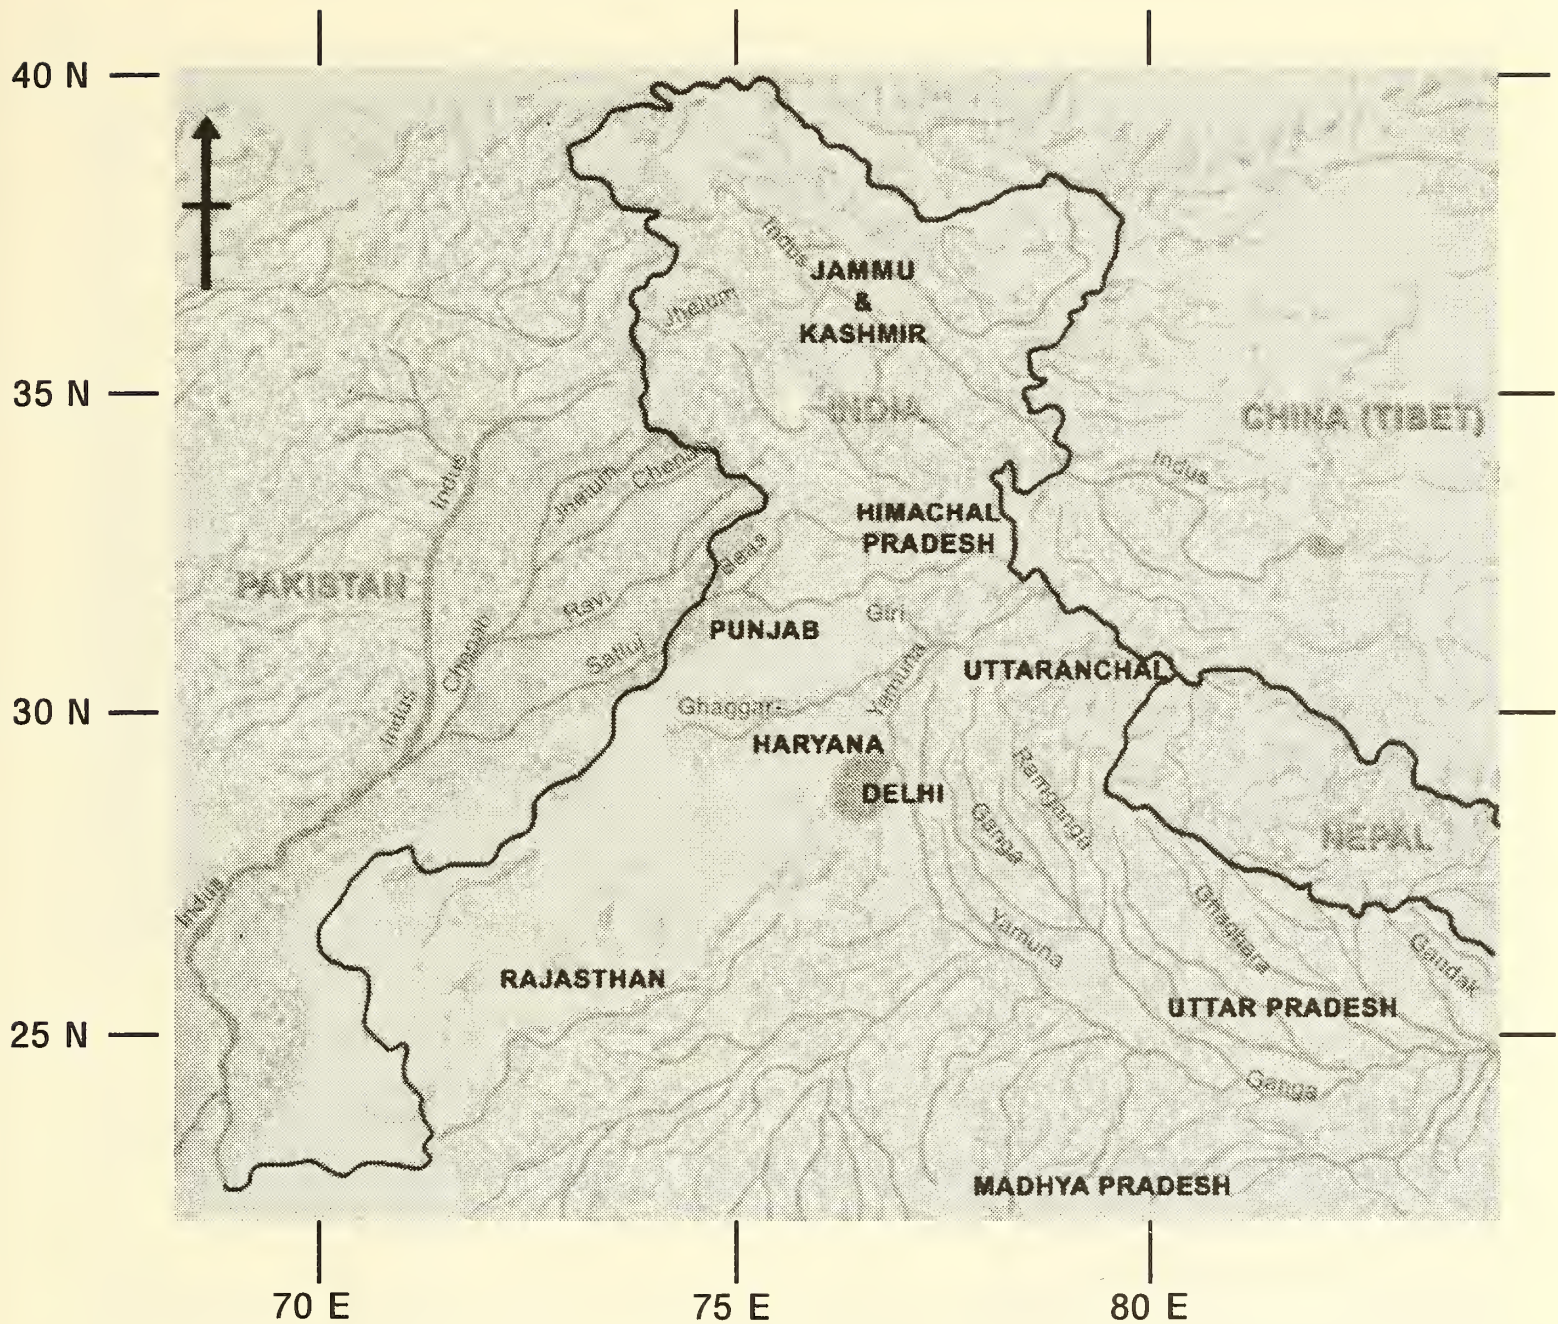 40 N
Indus
JAMMU
&
KASHMIR
Jhelum
35 N
INDIA
CHINA (TIBET)
Indus
Indus
Jhelum
Chenab
HIMACHAL
PRADESH
Beas
PAKISTAN
Ravi
Giri
PUNJAB
Chenab
Satluj
UTTARANCHAL
Yamuna
30 N
Indus
Ghaggar
HARYANA
DELHI
Ramganga
Ganga
NEPAL
Indus
Yamuna
Ghaghara
Gandak
RAJASTHAN
UTTAR PRADESH
25 N
Ganga
MADHYA PRADESH
70 E 75 E 80 E